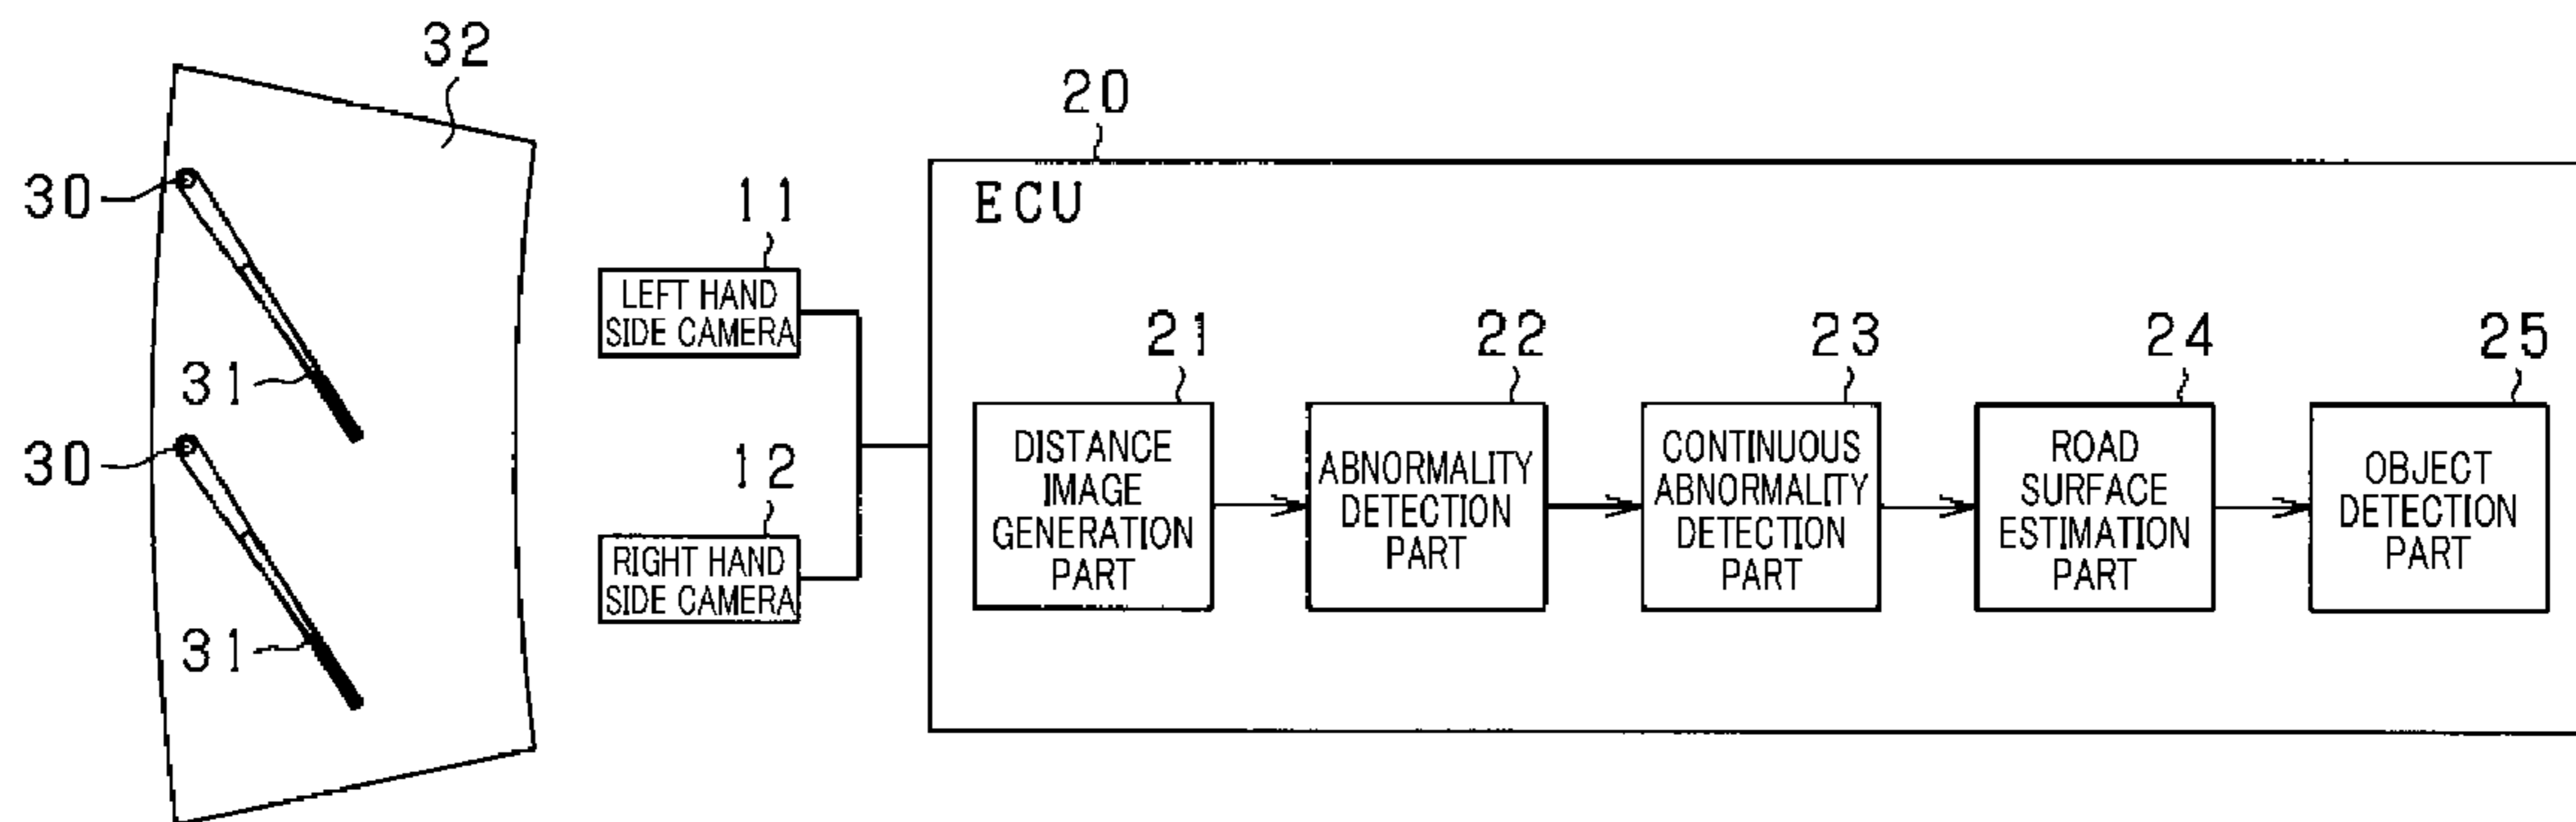 32
30
31
30
31
11
LEFT HAND
SIDE CAMERA
12
RIGHT HAND
SIDE CAMERA
20
ECU
21
DISTANCE
IMAGE
GENERATION
PART
22
ABNORMALITY
DETECTION
PART
23
CONTINUOUS
ABNORMALITY
DETECTION
PART
24
ROAD
SURFACE
ESTIMATION
PART
25
OBJECT
DETECTION
PART